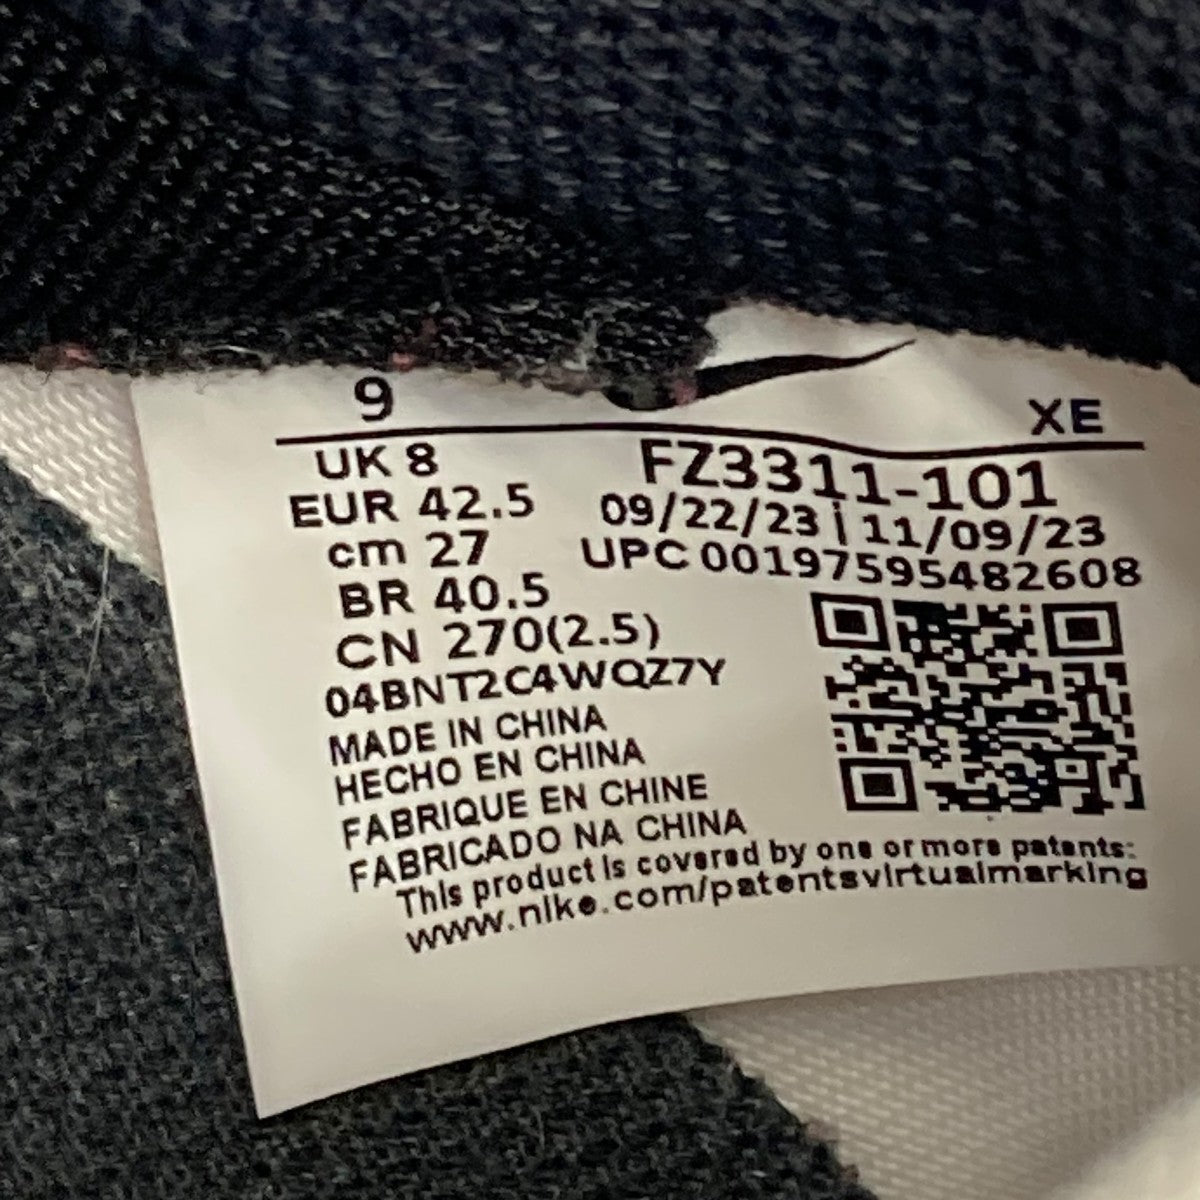 9 XE
UK 8 FZ3311-101
EUR 42.5 09/22/23 | 11/09/23
cm 27 UPC 00197595482608
BR 40.5
CN 270(2.5)
04BNT2C4WQZ7Y
MADE IN CHINA
HECHO EN CHINA
FABRIQUE EN CHINE
FABRICADO NA CHINA
This product is covered by one or more patents:
www.nike.com/patentsvirtualmarking